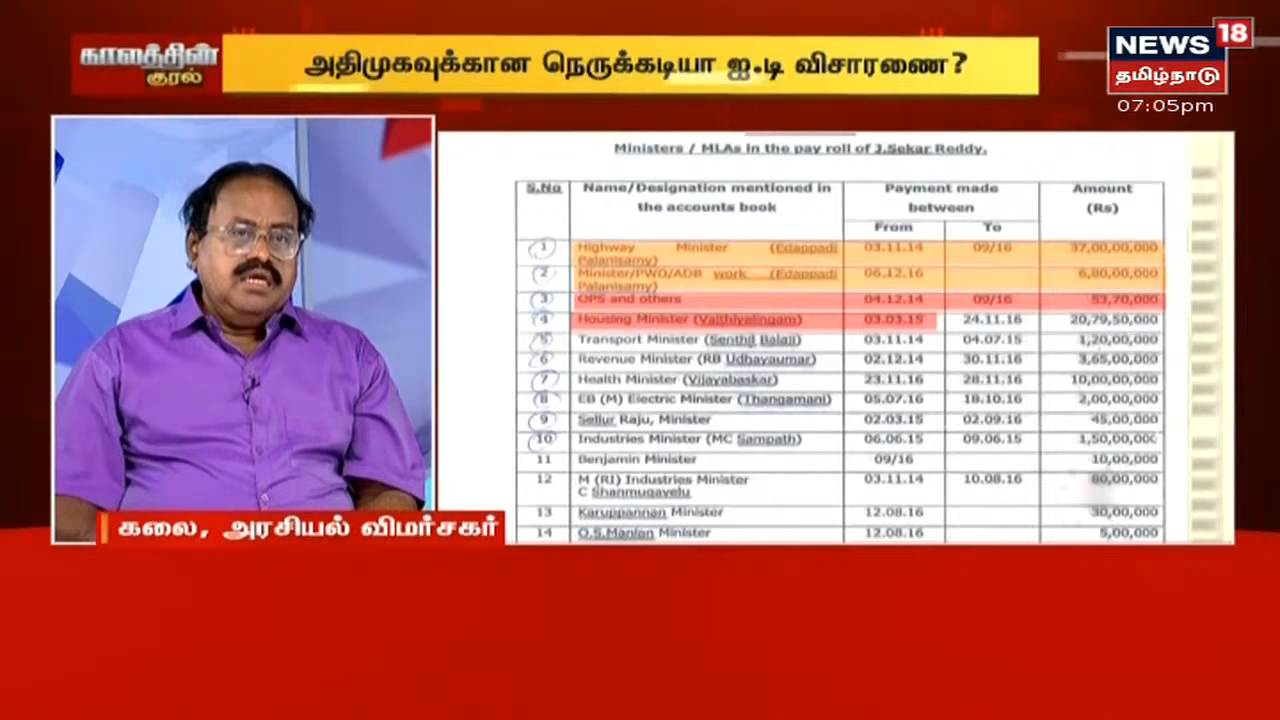 காலத்தின்
குரல்
அதிமுகவுக்கான நெருக்கடியா ஐ.டி விசாரணை?
NEWS 18
தமிழ்நாடு
07:05pm
Ministers / MLAs in the pay roll of J.Sekar Reddy.
S.No Name/Designation mentioned in the accounts book Payment made between Amount (Rs)
From To
1 Highway Minister (Edappadi Palanisamy) 03.11.14 09/16 37,00,00,000
2 Minister/PWD/ADB work (Edappadi Palanisamy) 06.12.16 6,80,00,000
3 OPS and others 04.12.14 09/16 53,70,000
4 Housing Minister (Vaithiyalingam) 03.03.15 24.11.16 20,79,50,000
5 Transport Minister (Senthil Balaji) 03.11.14 04.07.15 1,20,00,000
6 Revenue Minister (RB Udhayaumar) 02.12.14 30.11.16 3,65,00,000
7 Health Minister (Vijayabaskar) 23.11.16 28.11.16 10,00,00,000
8 EB (M) Electric Minister (Thangamani) 05.07.16 18.10.16 2,00,00,000
9 Sellur Raju, Minister 02.03.15 02.09.16 45,00,000
10 Industries Minister (MC Sampath) 06.06.15 09.06.15 1,50,00,000
11 Benjamin Minister 09/16 10,00,000
12 M (RI) Industries Minister C Shanmugavelu 03.11.14 10.08.16 60,00,000
13 Karuppannan Minister 12.08.16 30,00,000
14 O.S.Manian Minister 12.08.16 5,00,000
கலை, அரசியல் விமர்சகர்